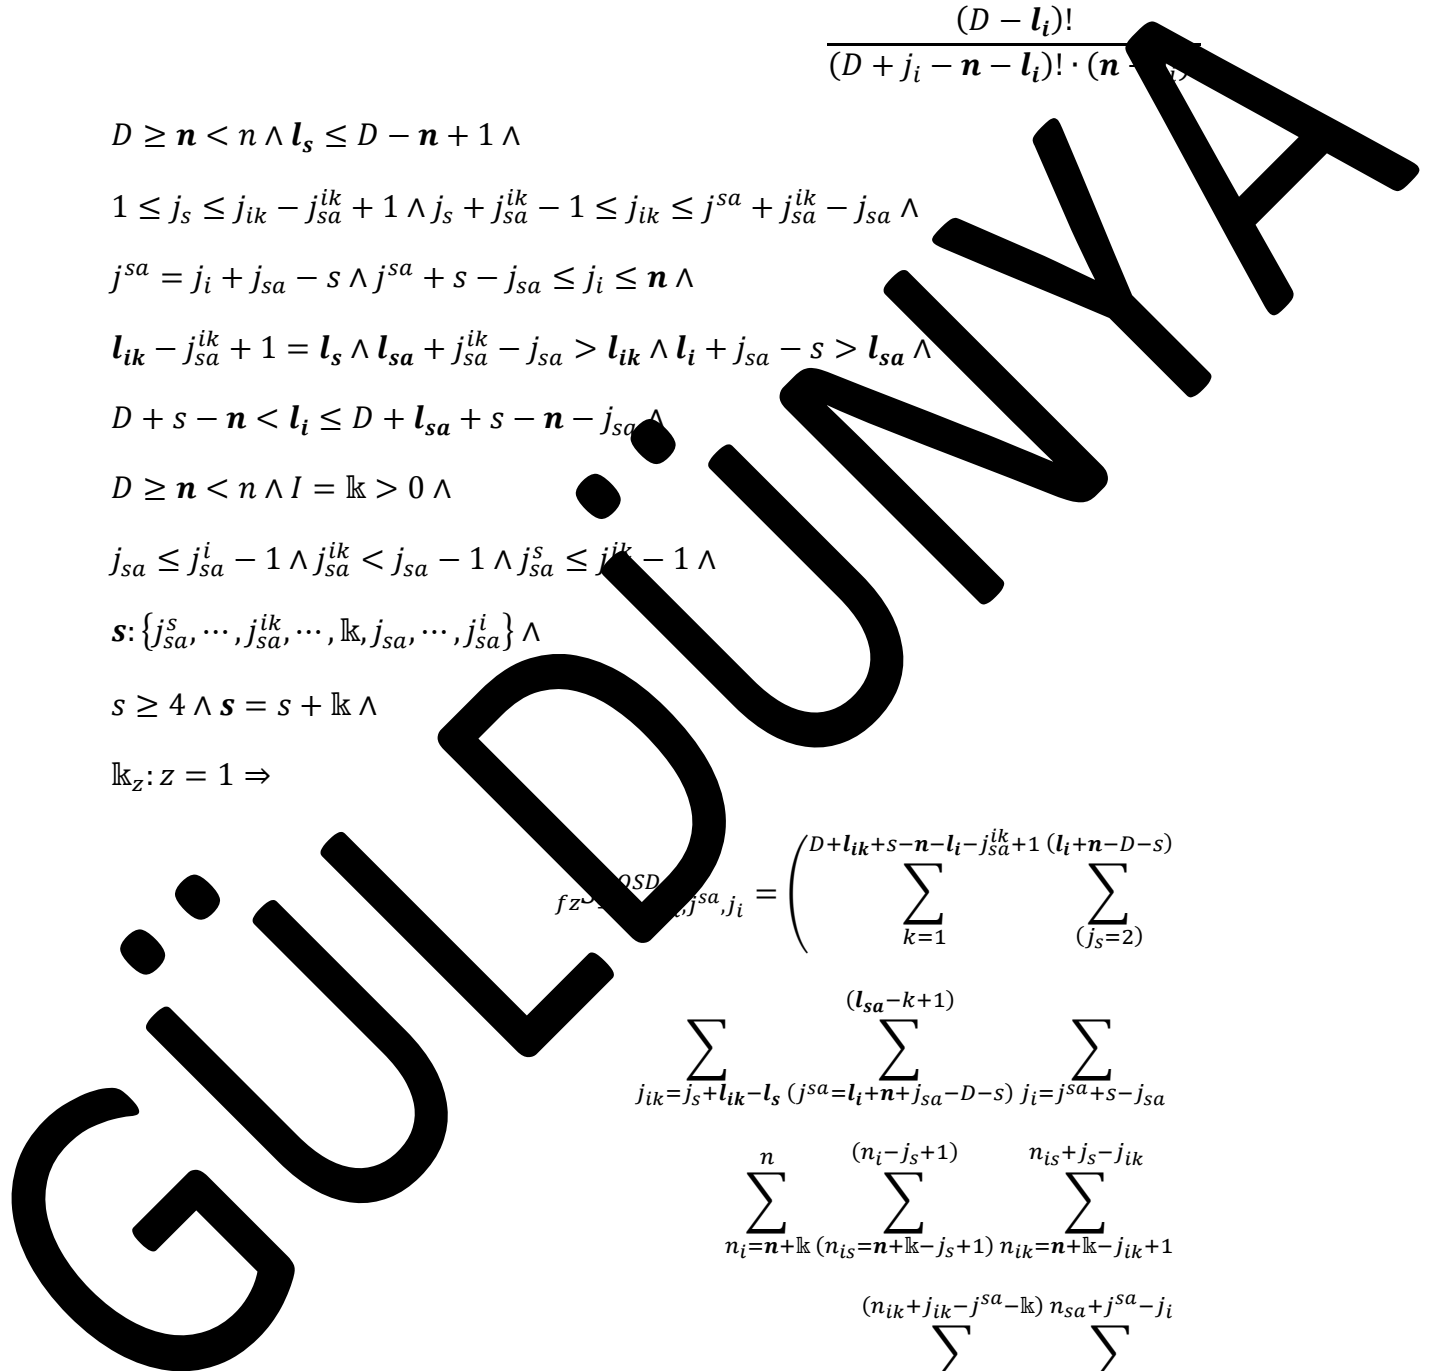 (D − l_i)!
(D + j_i − n − l_i)! · (n −
D ≥ n < n ∧ l_s ≤ D − n + 1 ∧
1 ≤ j_s ≤ j_ik − j_sa^ik + 1 ∧ j_s + j_sa^ik − 1 ≤ j_ik ≤ j^sa + j_sa^ik − j_sa ∧
j^sa = j_i + j_sa − s ∧ j^sa + s − j_sa ≤ j_i ≤ n ∧
l_ik − j_sa^ik + 1 = l_s ∧ l_sa + j_sa^ik − j_sa > l_ik ∧ l_i + j_sa − s > l_sa ∧
D + s − n < l_i ≤ D + l_sa + s − n − j_sa ∧
D ≥ n < n ∧ I = 𝕜 > 0 ∧
j_sa ≤ j_sa^i − 1 ∧ j_sa^ik < j_sa − 1 ∧ j_sa^s ≤ − 1 ∧
s: {j_sa^s, ⋯ , j_sa^ik, ⋯ , 𝕜, j_sa, ⋯ , j_sa^i} ∧
s ≥ 4 ∧ s = s + 𝕜 ∧
𝕜_z: z = 1 ⇒
D+l_ik+s−n−l_i−j_sa^ik+1 (l_i+n−D−s)
fz ,j^sa,j_i = ( ∑ ∑
k=1 (j_s=2)
(l_sa−k+1)
∑ ∑ ∑
j_ik=j_s+l_ik−l_s (j^sa=l_i+n+j_sa−D−s) j_i=j^sa+s−j_sa
n (n_i−j_s+1) n_is+j_s−j_ik
∑ ∑ ∑
n_i=n+𝕜 (n_is=n+𝕜−j_s+1) n_ik=n+𝕜−j_ik+1
(n_ik+j_ik−j^sa−𝕜) n_sa+j^sa−j_i
∑ ∑
GÜLDÜNYA